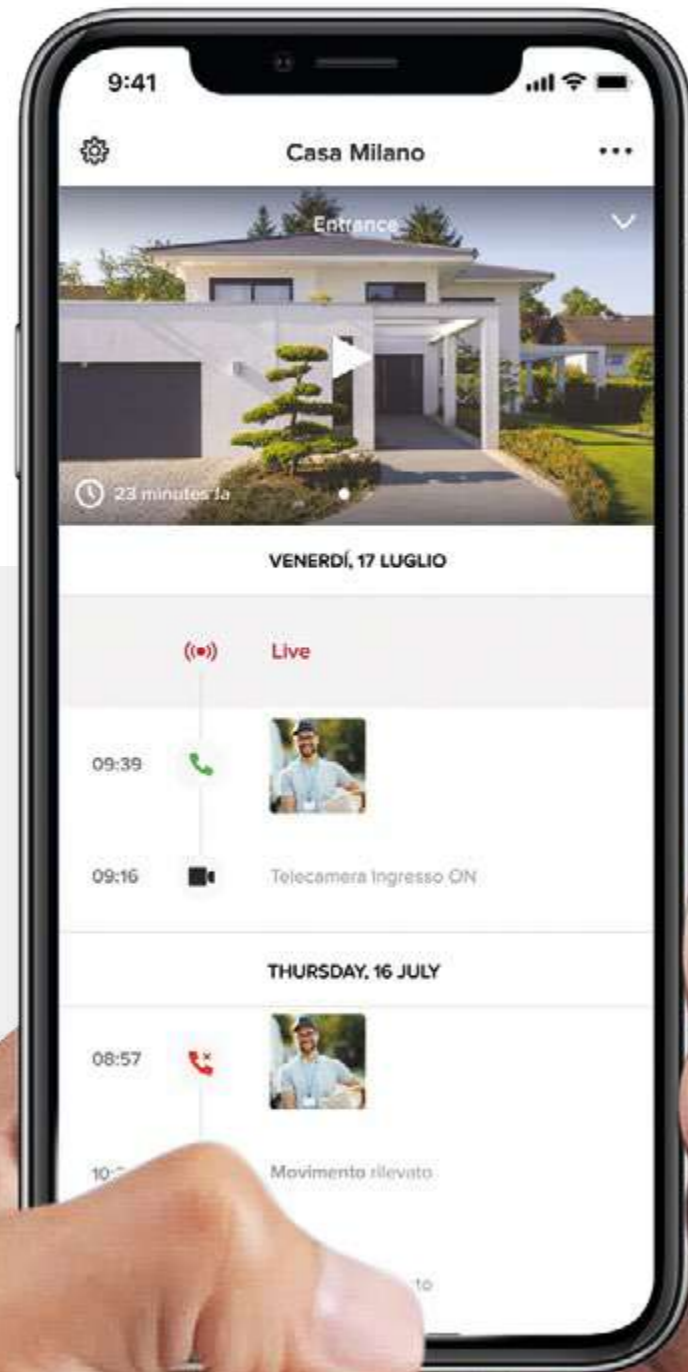 9:41
Casa Milano
Entrance
23 minutes fa
VENERDÍ, 17 LUGLIO
Live
09:39
09:16 Telecamera Ingresso ON
THURSDAY, 16 JULY
08:57
Movimento rilevato